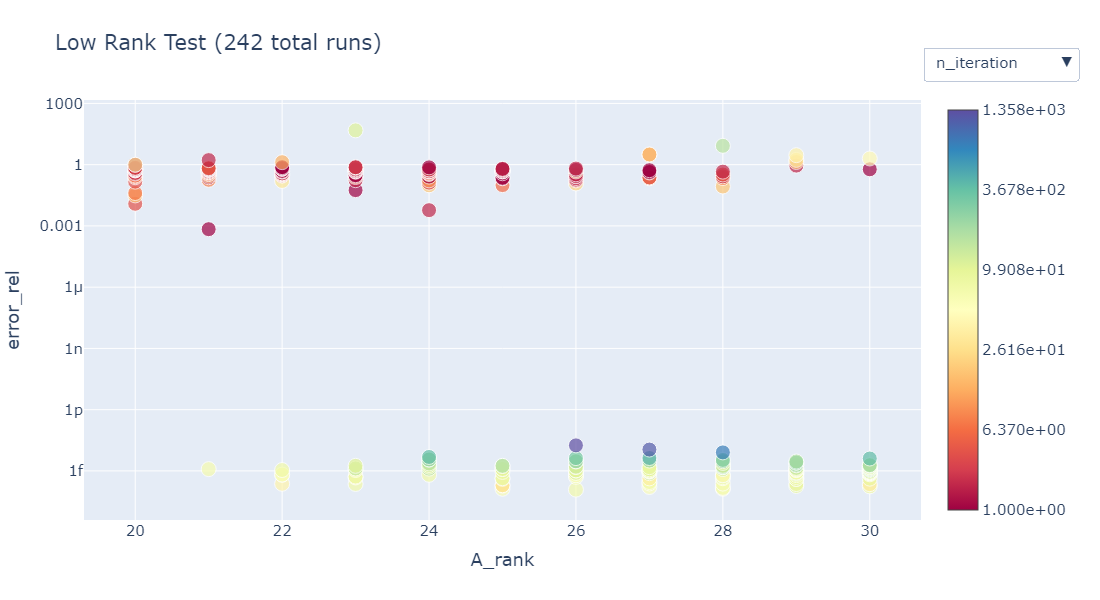 Low Rank Test (242 total runs)
n_iteration ▼
1000
1
0.001
1μ
1n
1p
1f
error_rel
20 22 24 26 28 30
A_rank
1.358e+03
3.678e+02
9.908e+01
2.616e+01
6.370e+00
1.000e+00